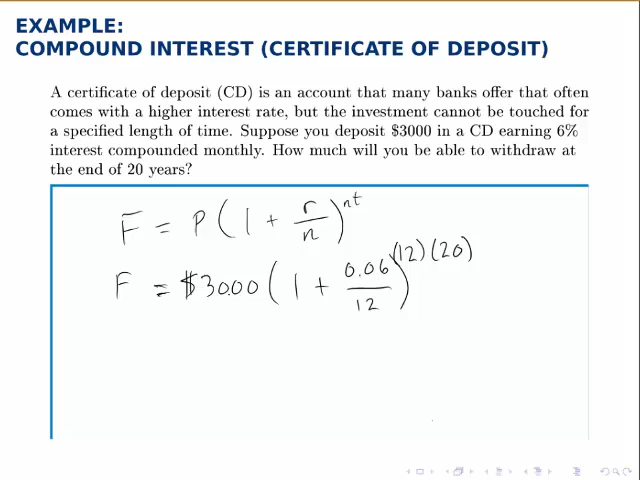 EXAMPLE:
COMPOUND INTEREST (CERTIFICATE OF DEPOSIT)
A certificate of deposit (CD) is an account that many banks offer that often
comes with a higher interest rate, but the investment cannot be touched for
a specified length of time. Suppose you deposit $3000 in a CD earning 6%
interest compounded monthly. How much will you be able to withdraw at
the end of 20 years?
F = P(1 + r/n)^nt
F = $3000(1 + 0.06/12)^(12)(20)